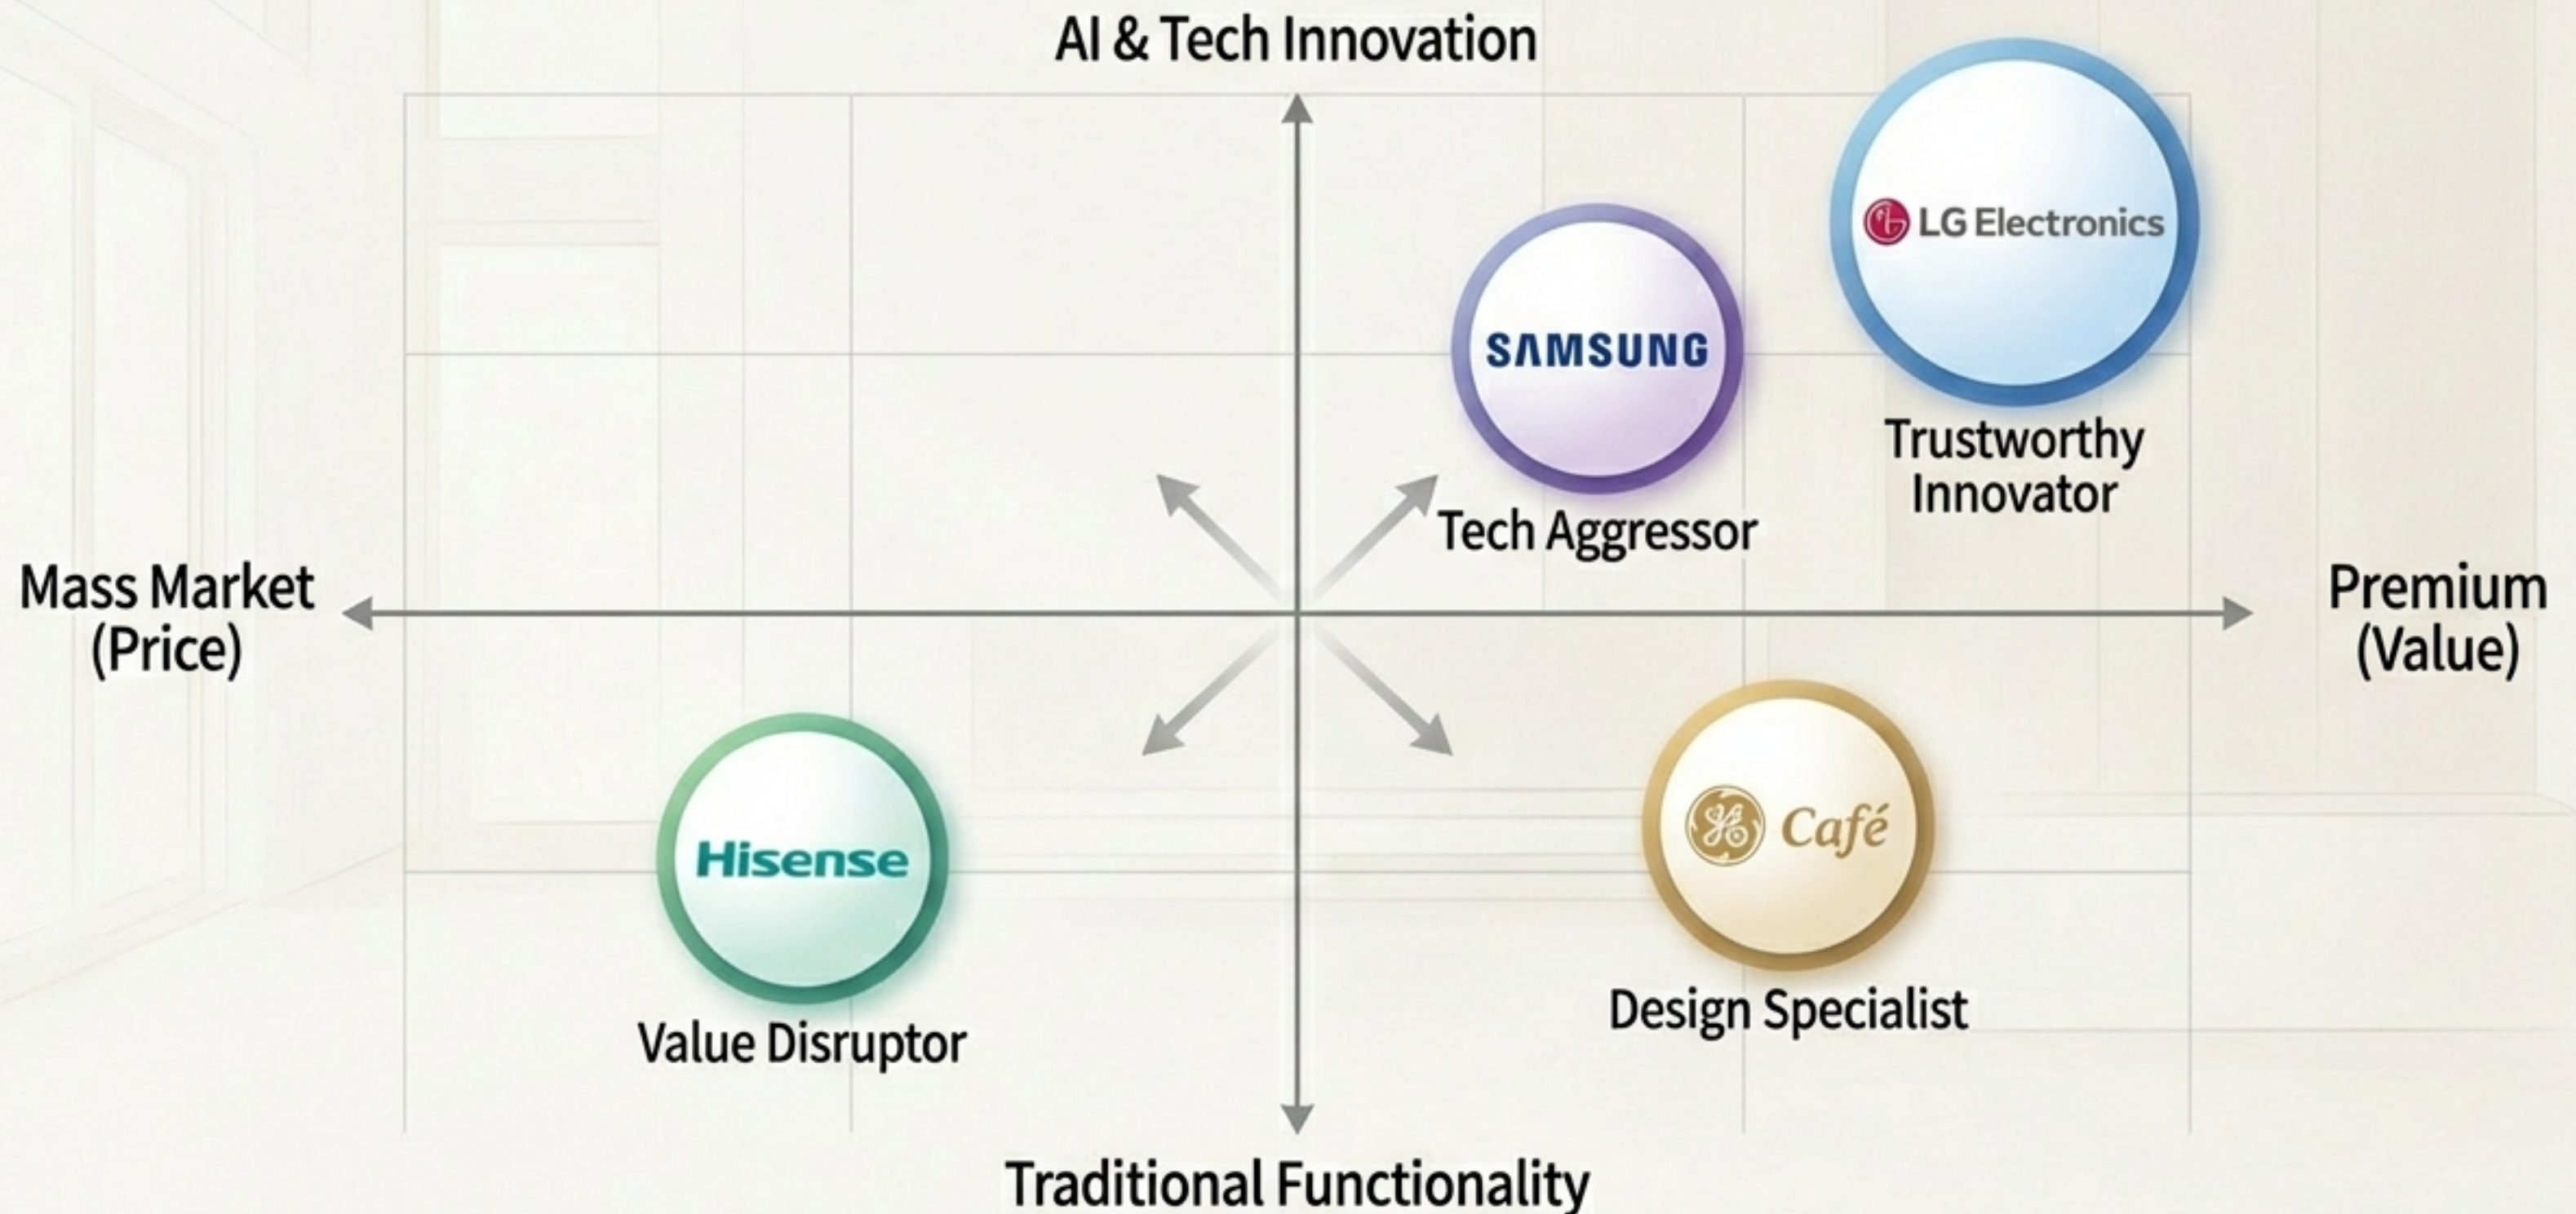 AI & Tech Innovation
LG Electronics
SAMSUNG
Trustworthy
Innovator
Tech Aggressor
Mass Market
(Price)
Premium
(Value)
Hisense
GE Café
Value Disruptor
Design Specialist
Traditional Functionality